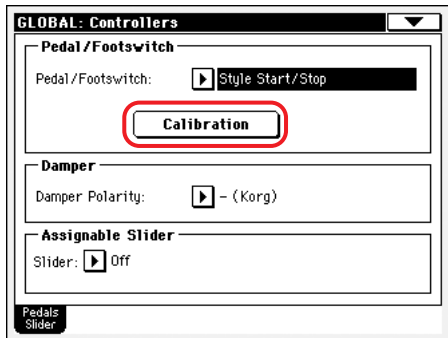 GLOBAL: Controllers
Pedal/Footswitch
Pedal/Footswitch: Style Start/Stop
Calibration
Damper
Damper Polarity: - (Korg)
Assignable Slider
Slider: Off
Pedals
Slider